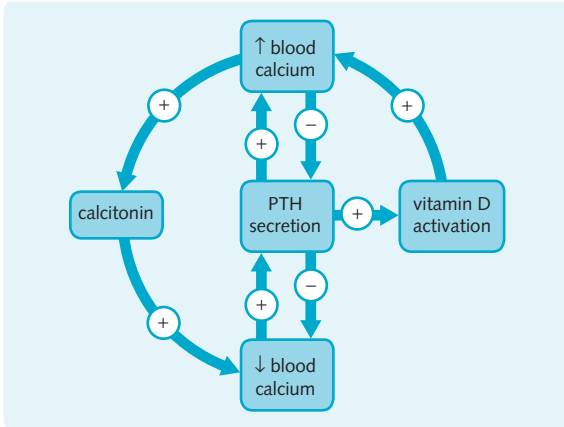 ↑ blood
calcium
+
+
−
+
calcitonin
PTH
secretion
+
vitamin D
activation
+
+
−
↓ blood
calcium